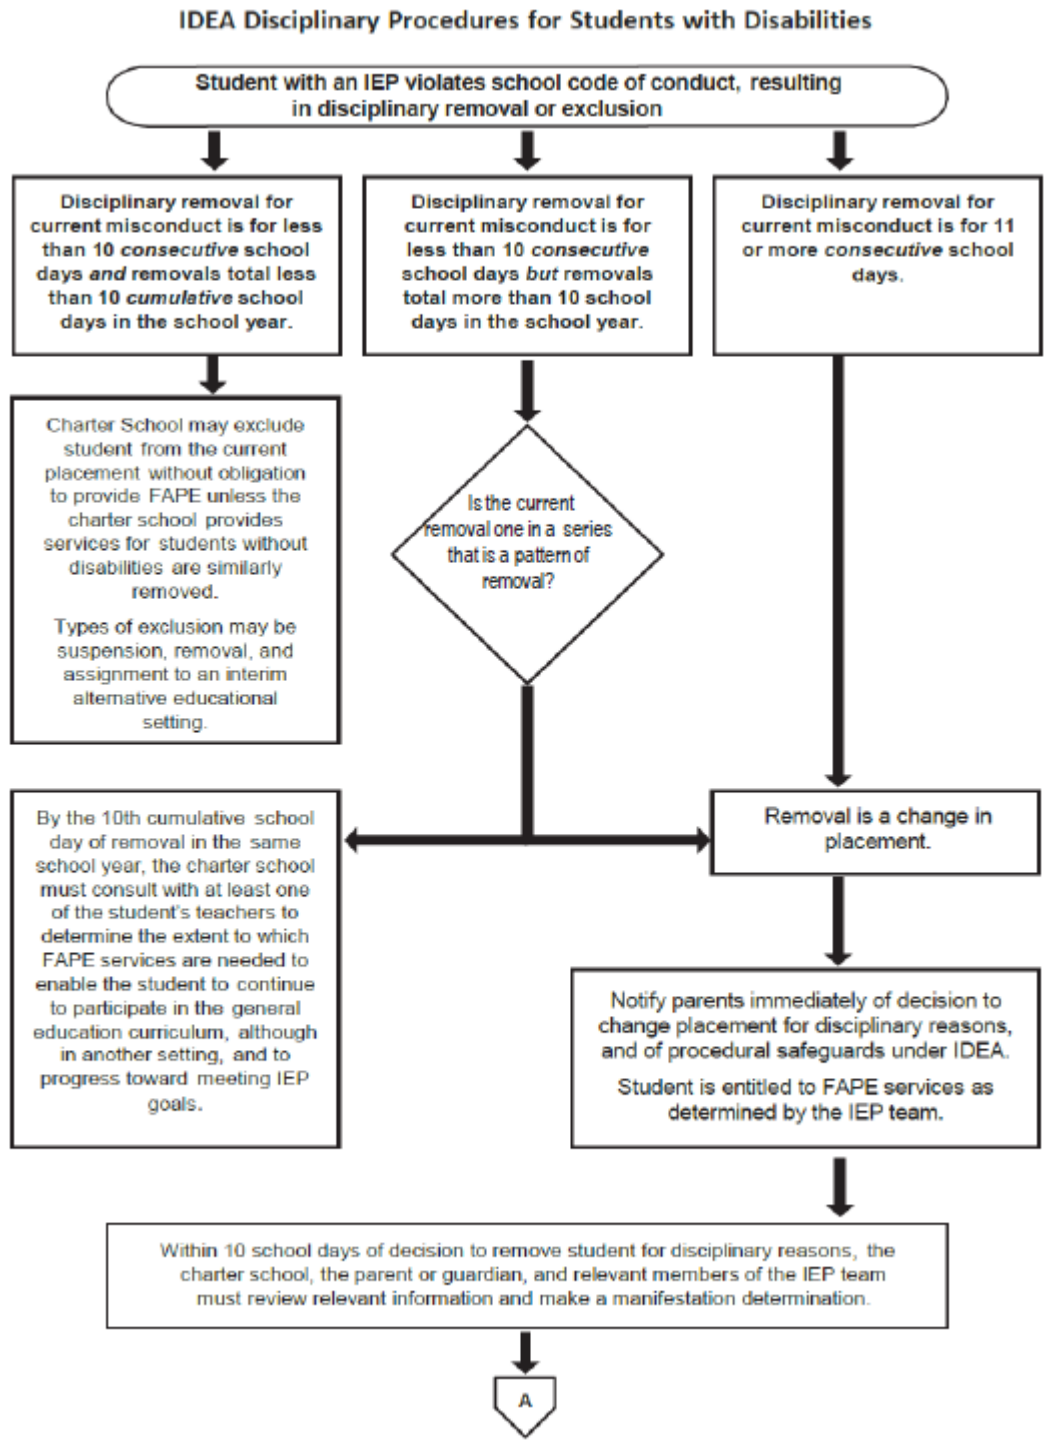 IDEA Disciplinary Procedures for Students with Disabilities
Student with an IEP violates school code of conduct, resulting
in disciplinary removal or exclusion
Disciplinary removal for
current misconduct is for less
than 10 consecutive school
days and removals total less
than 10 cumulative school
days in the school year.
Disciplinary removal for
current misconduct is for
less than 10 consecutive
school days but removals
total more than 10 school
days in the school year.
Disciplinary removal for
current misconduct is for 11
or more consecutive school
days.
Charter School may exclude
student from the current
placement without obligation
to provide FAPE unless the
charter school provides
services for students without
disabilities are similarly
removed.
Types of exclusion may be
suspension, removal, and
assignment to an interim
alternative educational
setting.
Is the current
removal one in a series
that is a pattern of
removal?
By the 10th cumulative school
day of removal in the same
school year, the charter school
must consult with at least one
of the student's teachers to
determine the extent to which
FAPE services are needed to
enable the student to continue
to participate in the general
education curriculum, although
in another setting, and to
progress toward meeting IEP
goals.
Removal is a change in
placement.
Notify parents immediately of decision to
change placement for disciplinary reasons,
and of procedural safeguards under IDEA.
Student is entitled to FAPE services as
determined by the IEP team.
Within 10 school days of decision to remove student for disciplinary reasons, the
charter school, the parent or guardian, and relevant members of the IEP team
must review relevant information and make a manifestation determination.
A